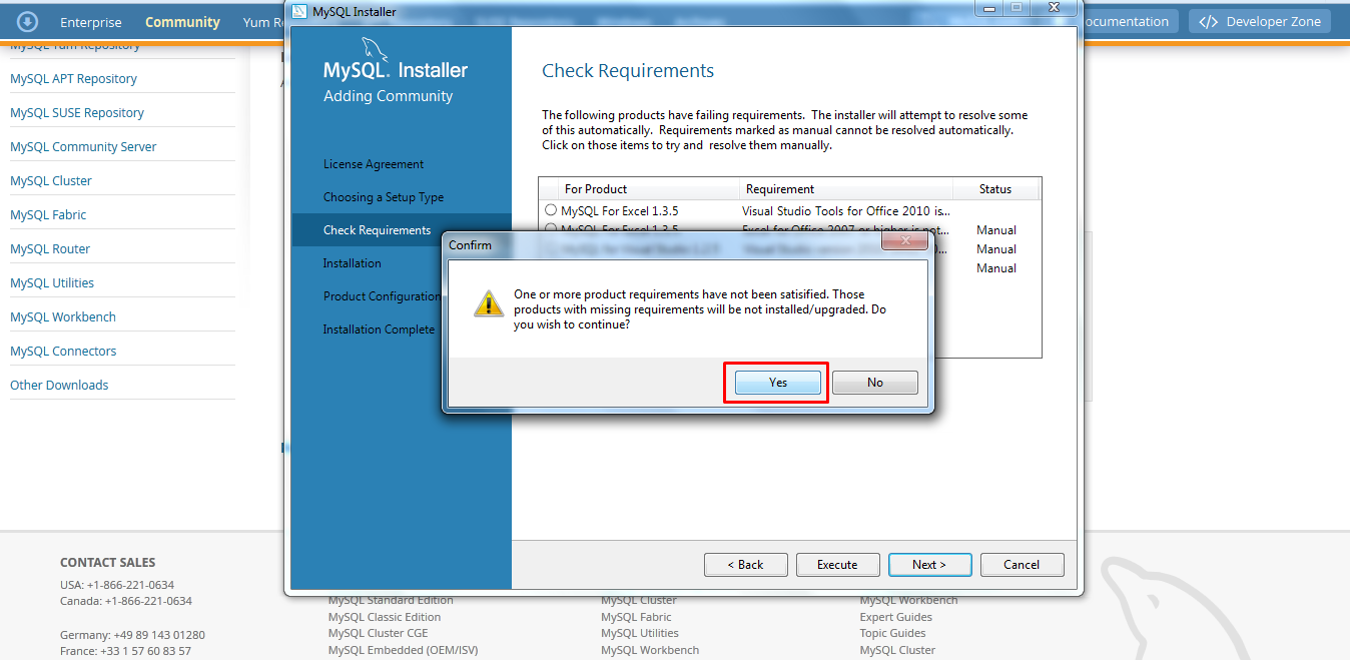 Enterprise
Community
Yum R
MySQL Installer
ocumentation
</> Developer Zone
MySQL Yum Repository
MySQL APT Repository
MySQL SUSE Repository
MySQL Community Server
MySQL Cluster
MySQL Fabric
MySQL Router
MySQL Utilities
MySQL Workbench
MySQL Connectors
Other Downloads
MySQL. Installer
Adding Community
License Agreement
Choosing a Setup Type
Check Requirements
Installation
Product Configuration
Installation Complete
Check Requirements
The following products have failing requirements. The installer will attempt to resolve some
of this automatically. Requirements marked as manual cannot be resolved automatically.
Click on those items to try and resolve them manually.
For Product Requirement Status
MySQL For Excel 1.3.5 Visual Studio Tools for Office 2010 is...
MySQL For Excel 1.3.5 Excel for Office 2007 or higher is not... Manual
Manual
Manual
Confirm
One or more product requirements have not been satisified. Those
products with missing requirements will be not installed/upgraded. Do
you wish to continue?
Yes No
< Back Execute Next > Cancel
CONTACT SALES
USA: +1-866-221-0634
Canada: +1-866-221-0634
Germany: +49 89 143 01280
France: +33 1 57 60 83 57
MySQL Standard Edition
MySQL Classic Edition
MySQL Cluster CGE
MySQL Embedded (OEM/ISV)
MySQL Cluster
MySQL Fabric
MySQL Utilities
MySQL Workbench
MySQL Workbench
Expert Guides
Topic Guides
MySQL Cluster